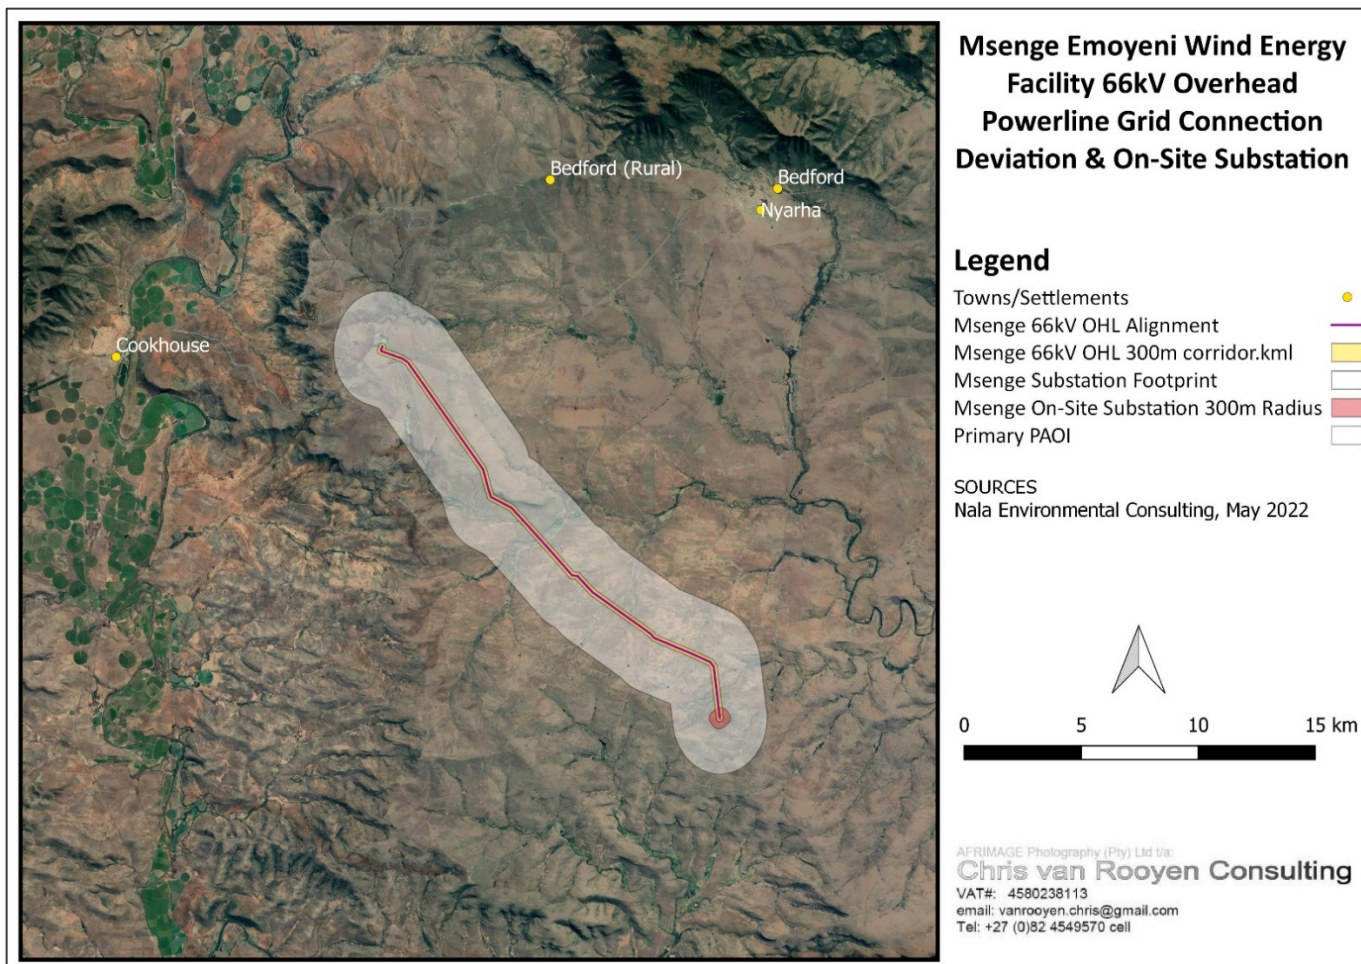 Msenge Emoyeni Wind Energy
Facility 66kV Overhead
Powerline Grid Connection
Deviation & On-Site Substation
Bedford (Rural)
Bedford
Nyarha
Cookhouse
Legend
Towns/Settlements
Msenge 66kV OHL Alignment
Msenge 66kV OHL 300m corridor.kml
Msenge Substation Footprint
Msenge On-Site Substation 300m Radius
Primary PAOI
SOURCES
Nala Environmental Consulting, May 2022
0 5 10 15 km
AFRIMAGE Photography (Pty) Ltd t/a:
Chris van Rooyen Consulting
VAT#: 4580238113
email: vanrooyen.chris@gmail.com
Tel: +27 (0)82 4549570 cell